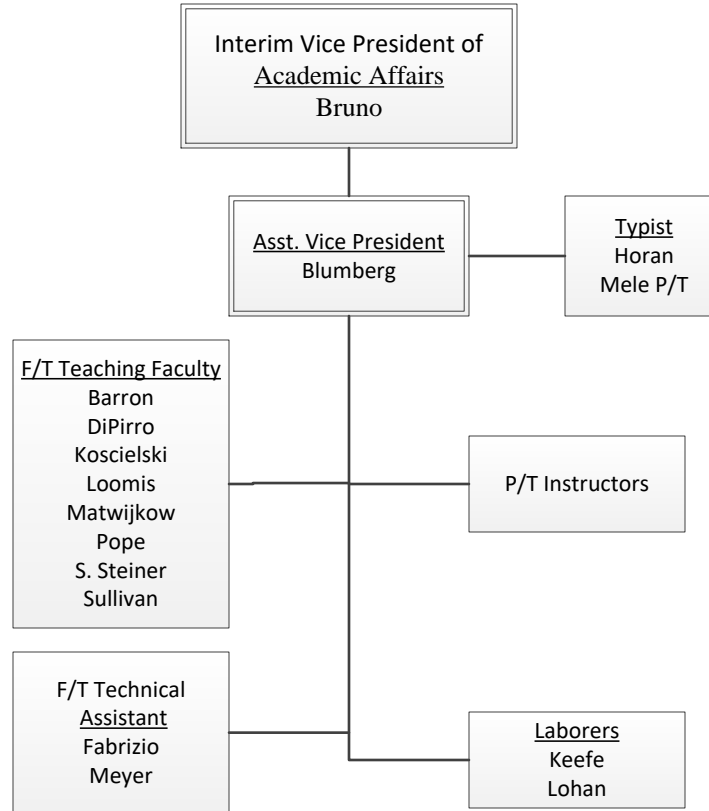 Interim Vice President of
Academic Affairs
Bruno
Asst. Vice President
Blumberg
Typist
Horan
Mele P/T
F/T Teaching Faculty
Barron
DiPirro
Koscielski
Loomis
Matwijkow
Pope
S. Steiner
Sullivan
P/T Instructors
F/T Technical
Assistant
Fabrizio
Meyer
Laborers
Keefe
Lohan